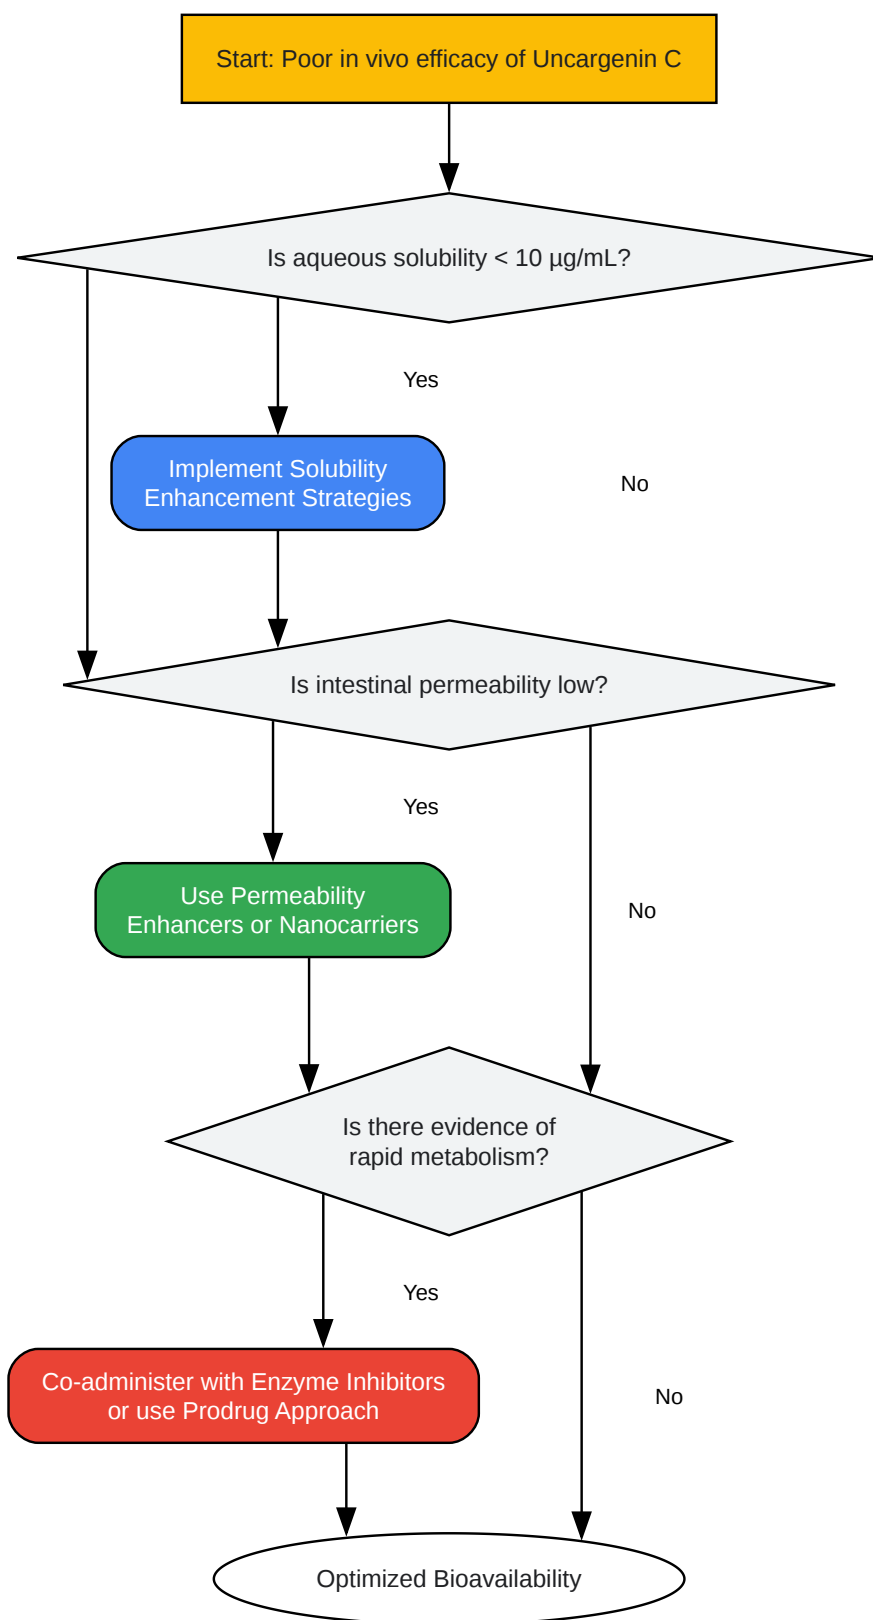 Start: Poor in vivo efficacy of Uncargenin C
Is aqueous solubility < 10 µg/mL?
Yes
Implement Solubility
Enhancement Strategies
No
Is intestinal permeability low?
Yes
Use Permeability
Enhancers or Nanocarriers
No
Is there evidence of
rapid metabolism?
Yes
Co-administer with Enzyme Inhibitors
or use Prodrug Approach
No
Optimized Bioavailability